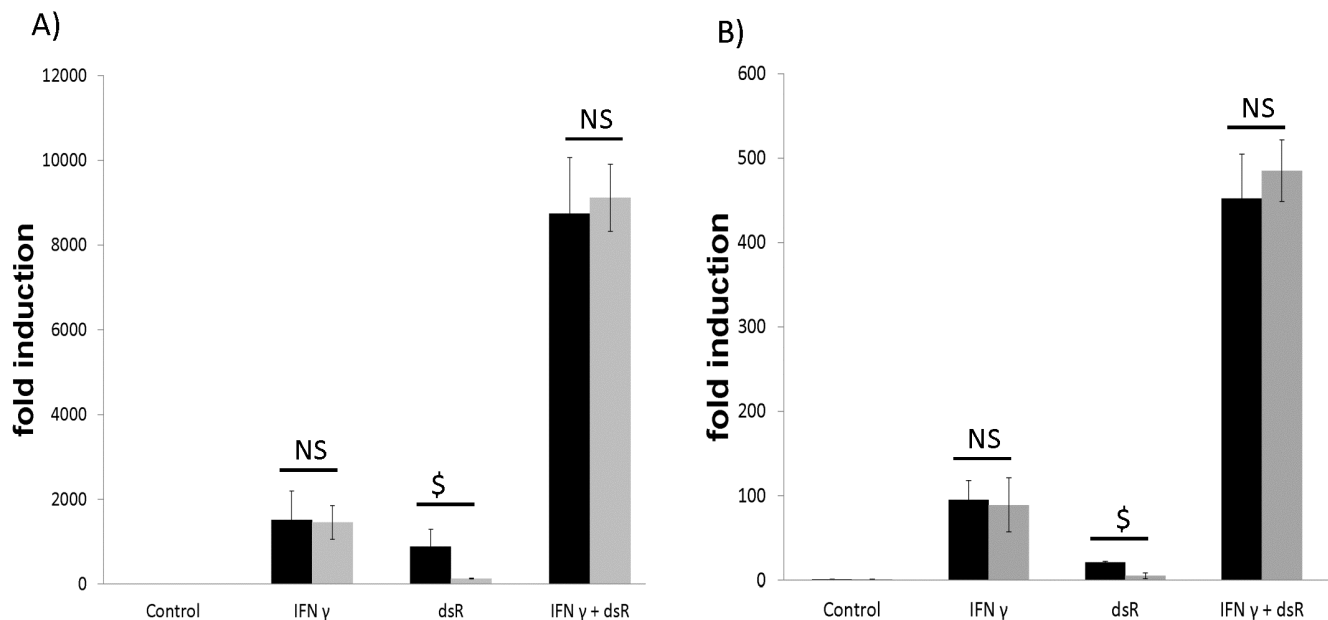 A)
fold induction
12000
10000
8000
6000
4000
2000
0
NS
NS
$
Control
IFN γ
dsR
IFN γ + dsR
B)
fold induction
600
500
400
300
200
100
0
NS
NS
$
Control
IFN γ
dsR
IFN γ + dsR